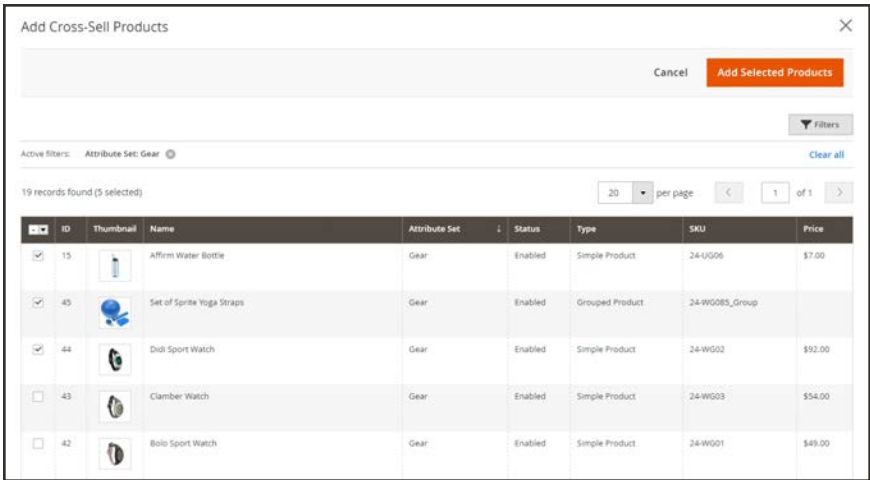 Add Cross-Sell Products
Cancel Add Selected Products
Filters
Active filters: Attribute Set: Gear Clear all
19 records found (5 selected) 20 per page 1 of 1
ID Thumbnail Name Attribute Set ↓ Status Type SKU Price
15 Affirm Water Bottle Gear Enabled Simple Product 24-UG06 $7.00
45 Set of Sprite Yoga Straps Gear Enabled Grouped Product 24-WG085_Group
44 Didi Sport Watch Gear Enabled Simple Product 24-WG02 $92.00
43 Clamber Watch Gear Enabled Simple Product 24-WG03 $54.00
42 Bolo Sport Watch Gear Enabled Simple Product 24-WG01 $49.00